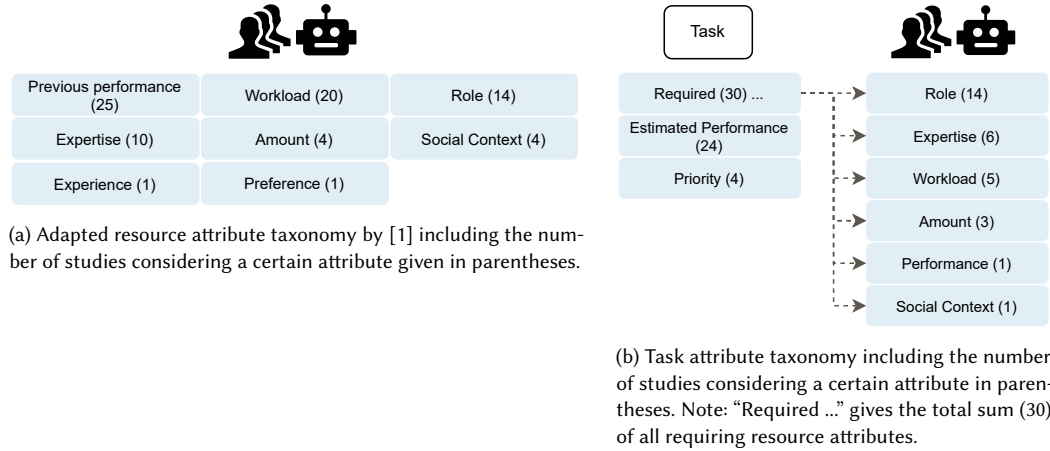 Previous performance
(25)
Workload (20)
Role (14)
Expertise (10)
Amount (4)
Social Context (4)
Experience (1)
Preference (1)
(a) Adapted resource attribute taxonomy by [1] including the num-
ber of studies considering a certain attribute given in parentheses.
Task
Required (30) ...
Estimated Performance
(24)
Priority (4)
Role (14)
Expertise (6)
Workload (5)
Amount (3)
Performance (1)
Social Context (1)
(b) Task attribute taxonomy including the number
of studies considering a certain attribute in paren-
theses. Note: “Required ...” gives the total sum (30)
of all requiring resource attributes.